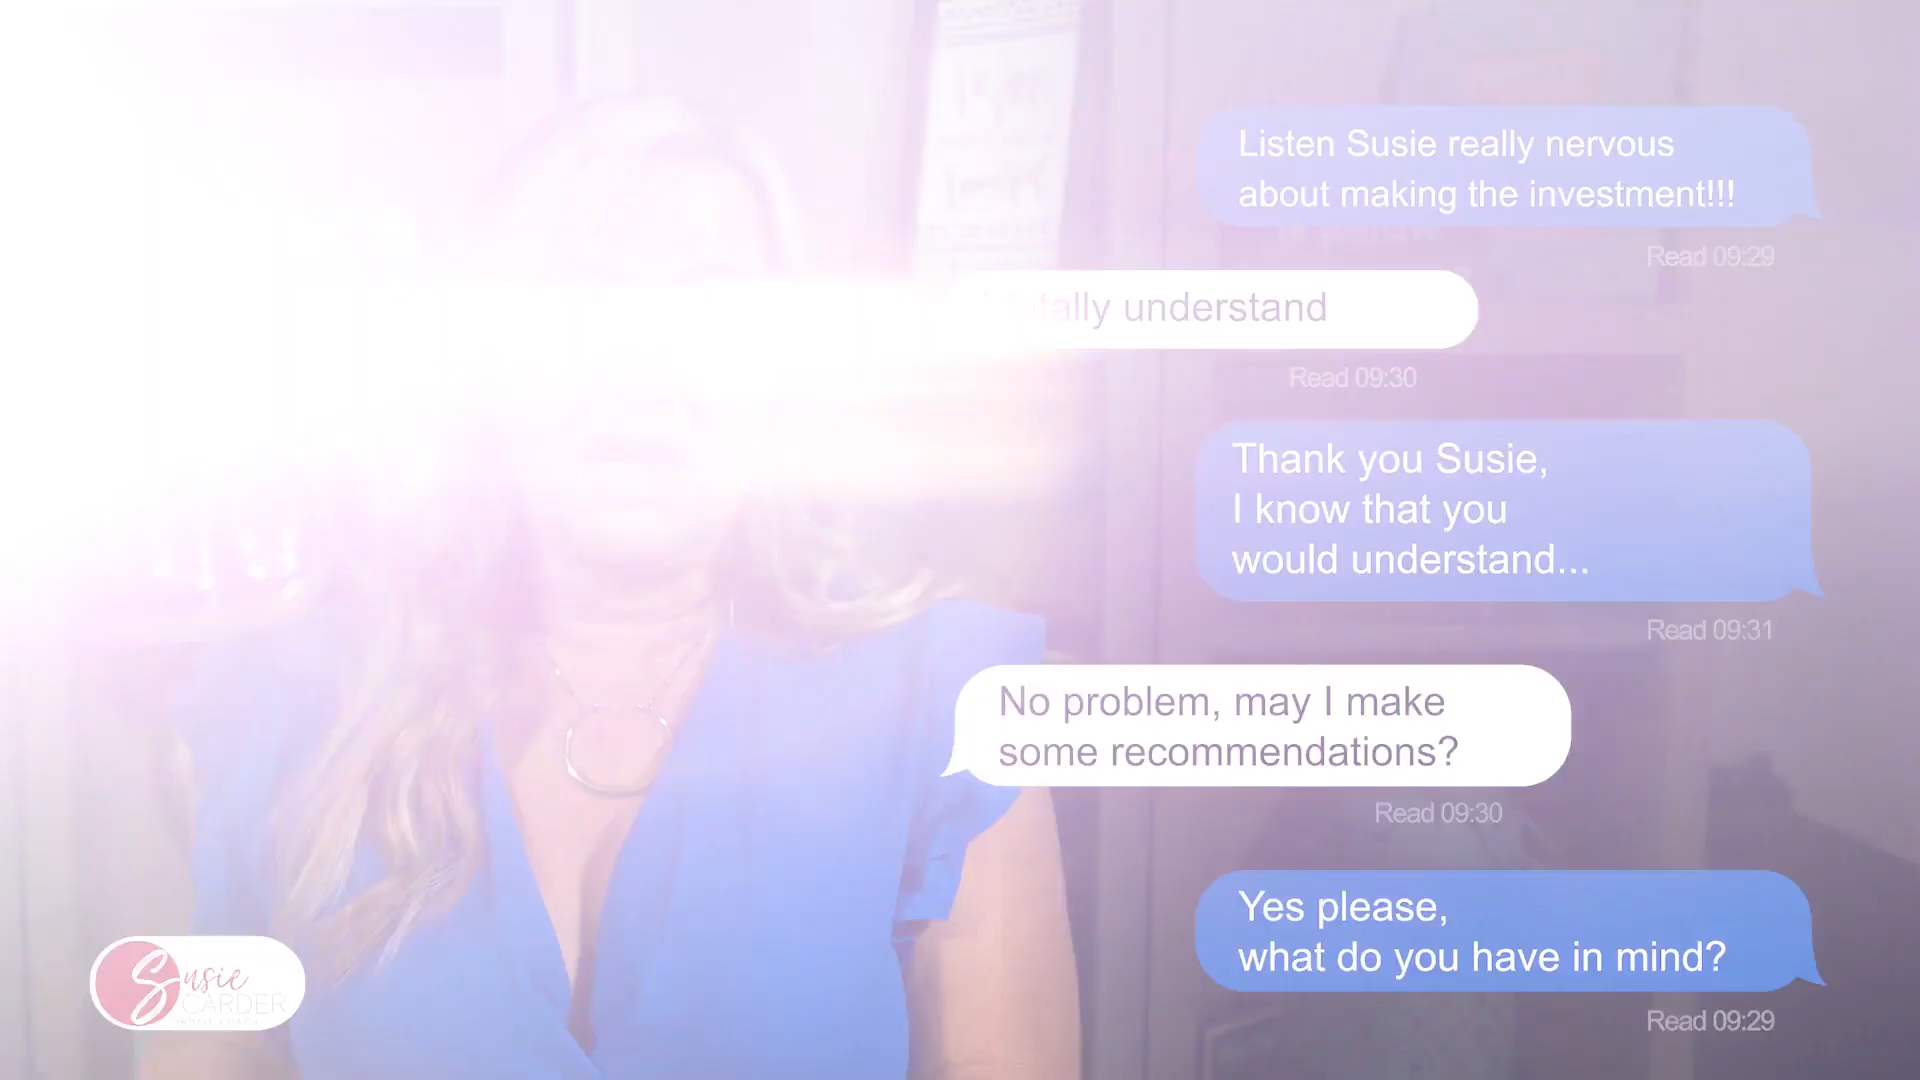 Listen Susie really nervous
about making the investment!!!
Read 09:29
totally understand
Read 09:30
Thank you Susie,
I know that you
would understand...
Read 09:31
No problem, may I make
some recommendations?
Read 09:30
Yes please,
what do you have in mind?
Read 09:29
Susie
CARDER